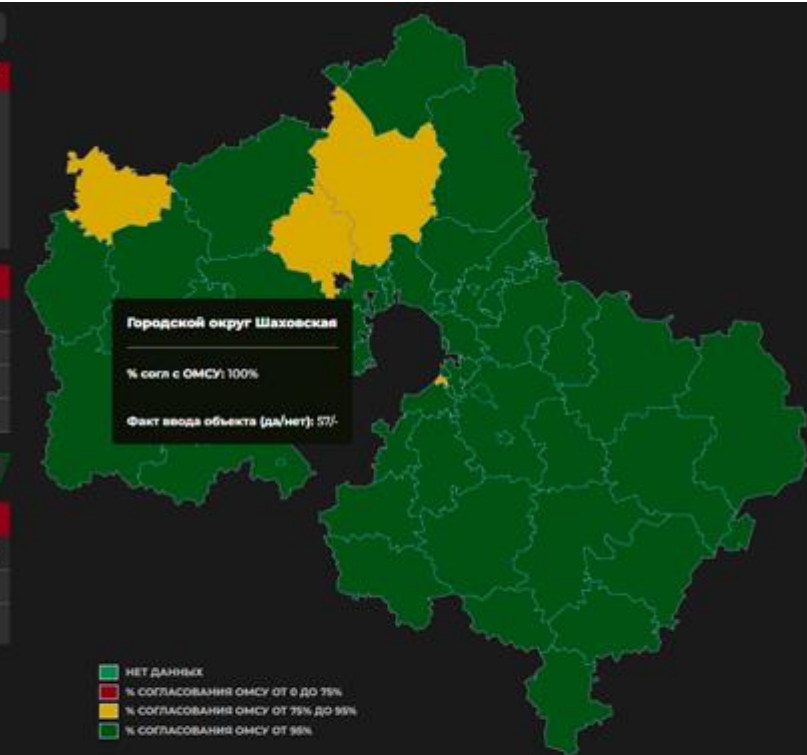 Городской округ Шаховская
% согл с ОМСУ: 100%
Факт ввода объекта (да/нет): 57/-
НЕТ ДАННЫХ
% СОГЛАСОВАНИЯ ОМСУ ОТ 0 ДО 75%
% СОГЛАСОВАНИЯ ОМСУ ОТ 75% ДО 95%
% СОГЛАСОВАНИЯ ОМСУ ОТ 95%